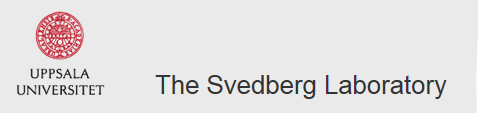 UPPSALA
UNIVERSITET
The Svedberg Laboratory